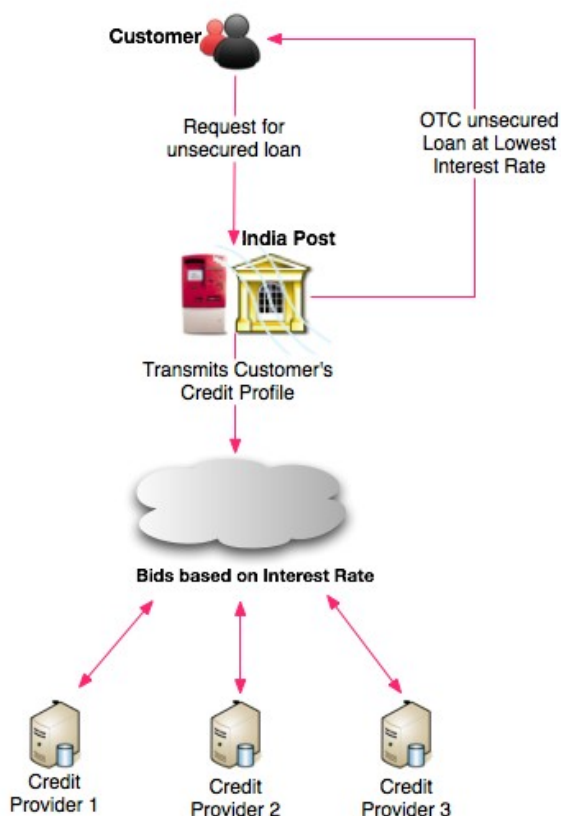 Customer
Request for
unsecured loan
OTC unsecured
Loan at Lowest
Interest Rate
India Post
Transmits Customer's
Credit Profile
Bids based on Interest Rate
Credit
Provider 1
Credit
Provider 2
Credit
Provider 3